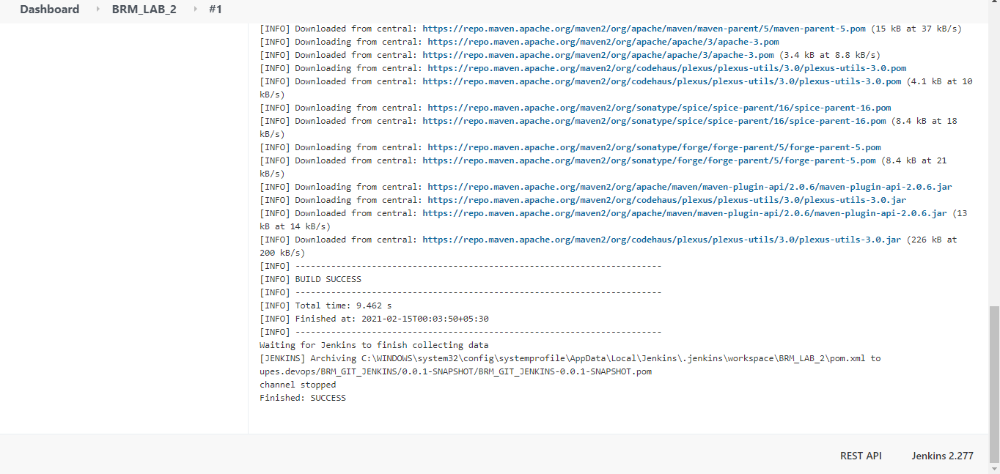 Dashboard BRM_LAB_2 #1
[INFO] Downloaded from central: https://repo.maven.apache.org/maven2/org/apache/maven/maven-parent/5/maven-parent-5.pom (15 kB at 37 kB/s)
[INFO] Downloading from central: https://repo.maven.apache.org/maven2/org/apache/apache/3/apache-3.pom
[INFO] Downloaded from central: https://repo.maven.apache.org/maven2/org/apache/apache/3/apache-3.pom (3.4 kB at 8.8 kB/s)
[INFO] Downloading from central: https://repo.maven.apache.org/maven2/org/codehaus/plexus/plexus-utils/3.0/plexus-utils-3.0.pom
[INFO] Downloaded from central: https://repo.maven.apache.org/maven2/org/codehaus/plexus/plexus-utils/3.0/plexus-utils-3.0.pom (4.1 kB at 10
kB/s)
[INFO] Downloading from central: https://repo.maven.apache.org/maven2/org/sonatype/spice/spice-parent/16/spice-parent-16.pom
[INFO] Downloaded from central: https://repo.maven.apache.org/maven2/org/sonatype/spice/spice-parent/16/spice-parent-16.pom (8.4 kB at 18
kB/s)
[INFO] Downloading from central: https://repo.maven.apache.org/maven2/org/sonatype/forge/forge-parent/5/forge-parent-5.pom
[INFO] Downloaded from central: https://repo.maven.apache.org/maven2/org/sonatype/forge/forge-parent/5/forge-parent-5.pom (8.4 kB at 21
kB/s)
[INFO] Downloading from central: https://repo.maven.apache.org/maven2/org/apache/maven/maven-plugin-api/2.0.6/maven-plugin-api-2.0.6.jar
[INFO] Downloading from central: https://repo.maven.apache.org/maven2/org/codehaus/plexus/plexus-utils/3.0/plexus-utils-3.0.jar
[INFO] Downloaded from central: https://repo.maven.apache.org/maven2/org/apache/maven/maven-plugin-api/2.0.6/maven-plugin-api-2.0.6.jar (13
kB at 14 kB/s)
[INFO] Downloaded from central: https://repo.maven.apache.org/maven2/org/codehaus/plexus/plexus-utils/3.0/plexus-utils-3.0.jar (226 kB at
200 kB/s)
[INFO] ------------------------------------------------------------------------
[INFO] BUILD SUCCESS
[INFO] ------------------------------------------------------------------------
[INFO] Total time: 9.462 s
[INFO] Finished at: 2021-02-15T00:03:50+05:30
[INFO] ------------------------------------------------------------------------
Waiting for Jenkins to finish collecting data
[JENKINS] Archiving C:\WINDOWS\system32\config\systemprofile\AppData\Local\Jenkins\.jenkins\workspace\BRM_LAB_2\pom.xml to
upes.devops/BRM_GIT_JENKINS/0.0.1-SNAPSHOT/BRM_GIT_JENKINS-0.0.1-SNAPSHOT.pom
channel stopped
Finished: SUCCESS
REST API Jenkins 2.277